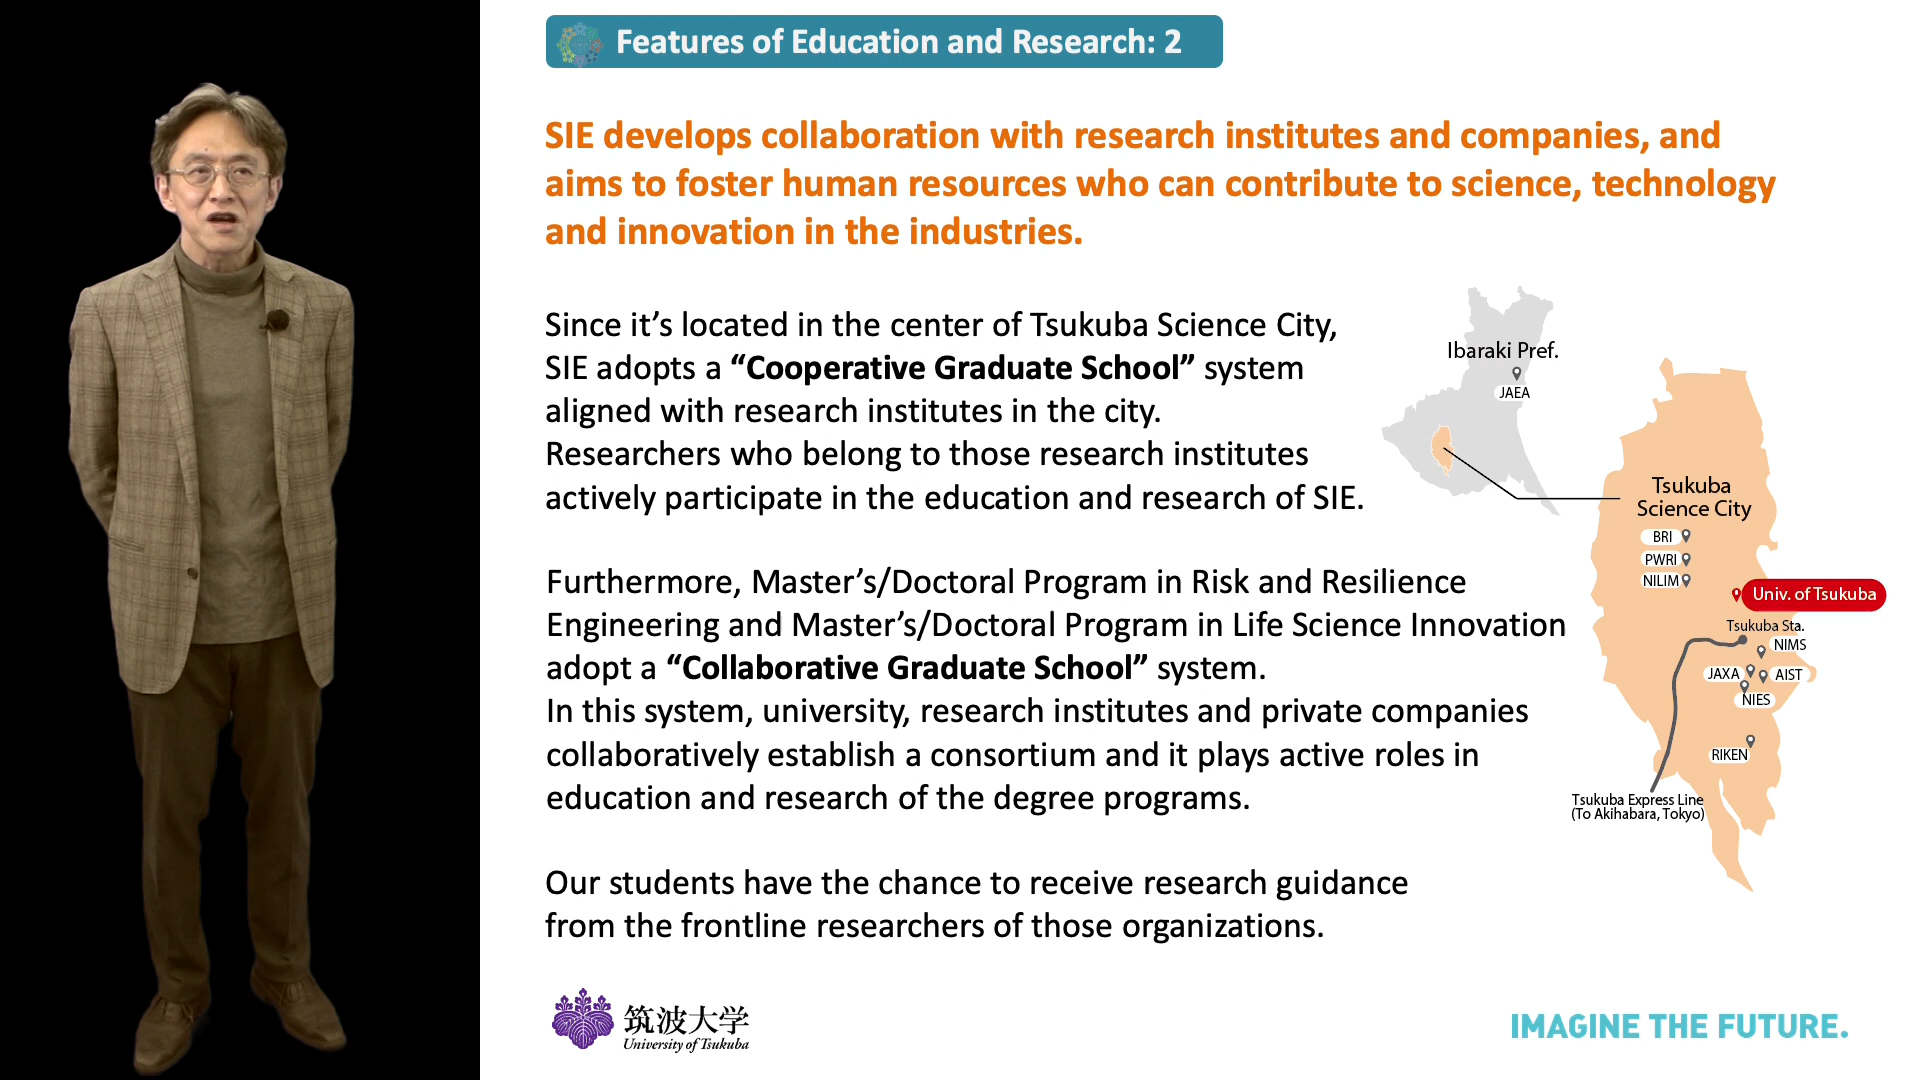 Features of Education and Research: 2
SIE develops collaboration with research institutes and companies, and
aims to foster human resources who can contribute to science, technology
and innovation in the industries.
Since it’s located in the center of Tsukuba Science City,
SIE adopts a “Cooperative Graduate School” system
aligned with research institutes in the city.
Researchers who belong to those research institutes
actively participate in the education and research of SIE.
Furthermore, Master’s/Doctoral Program in Risk and Resilience
Engineering and Master’s/Doctoral Program in Life Science Innovation
adopt a “Collaborative Graduate School” system.
In this system, university, research institutes and private companies
collaboratively establish a consortium and it plays active roles in
education and research of the degree programs.
Our students have the chance to receive research guidance
from the frontline researchers of those organizations.
Ibaraki Pref.
JAEA
Tsukuba
Science City
BRI
PWRI
NILIM
Univ. of Tsukuba
Tsukuba Sta.
NIMS
JAXA
AIST
NIES
RIKEN
Tsukuba Express Line
(To Akihabara, Tokyo)
筑波大学
University of Tsukuba
IMAGINE THE FUTURE.